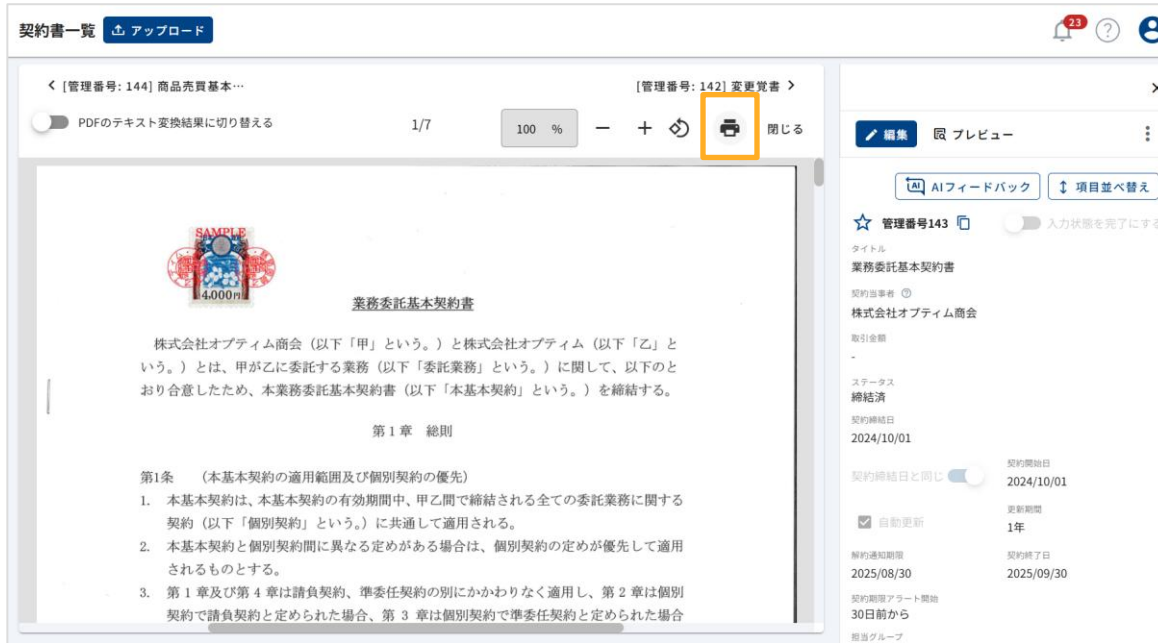 契約書一覧 アップロード 23
[管理番号: 144] 商品売買基本… [管理番号: 142] 変更覚書
PDFのテキスト変換結果に切り替える 1/7 100 % 閉じる
SAMPLE
4,000円
業務委託基本契約書
株式会社オプティム商会（以下「甲」という。）と株式会社オプティム（以下「乙」と
いう。）とは、甲が乙に委託する業務（以下「委託業務」という。）に関して、以下のと
おり合意したため、本業務委託基本契約書（以下「本基本契約」という。）を締結する。
第1章 総則
第1条 （本基本契約の適用範囲及び個別契約の優先）
1. 本基本契約は、本基本契約の有効期間中、甲乙間で締結される全ての委託業務に関する
契約（以下「個別契約」という。）に共通して適用される。
2. 本基本契約と個別契約間に異なる定めがある場合は、個別契約の定めが優先して適用
されるものとする。
3. 第 1 章及び第 4 章は請負契約、準委任契約の別にかかわりなく適用し、第 2 章は個別
契約で請負契約と定められた場合、第 3 章は個別契約で準委任契約と定められた場合
編集 プレビュー
AI AIフィードバック 項目並べ替え
管理番号143 入力状態を完了にする
タイトル
業務委託基本契約書
契約当事者
株式会社オプティム商会
取引金額
-
ステータス
締結済
契約締結日
2024/10/01
契約締結日と同じ 契約開始日
2024/10/01
自動更新 更新期間
1年
解約通知期限 契約終了日
2025/08/30 2025/09/30
契約期限アラート開始
30日前から
担当グループ